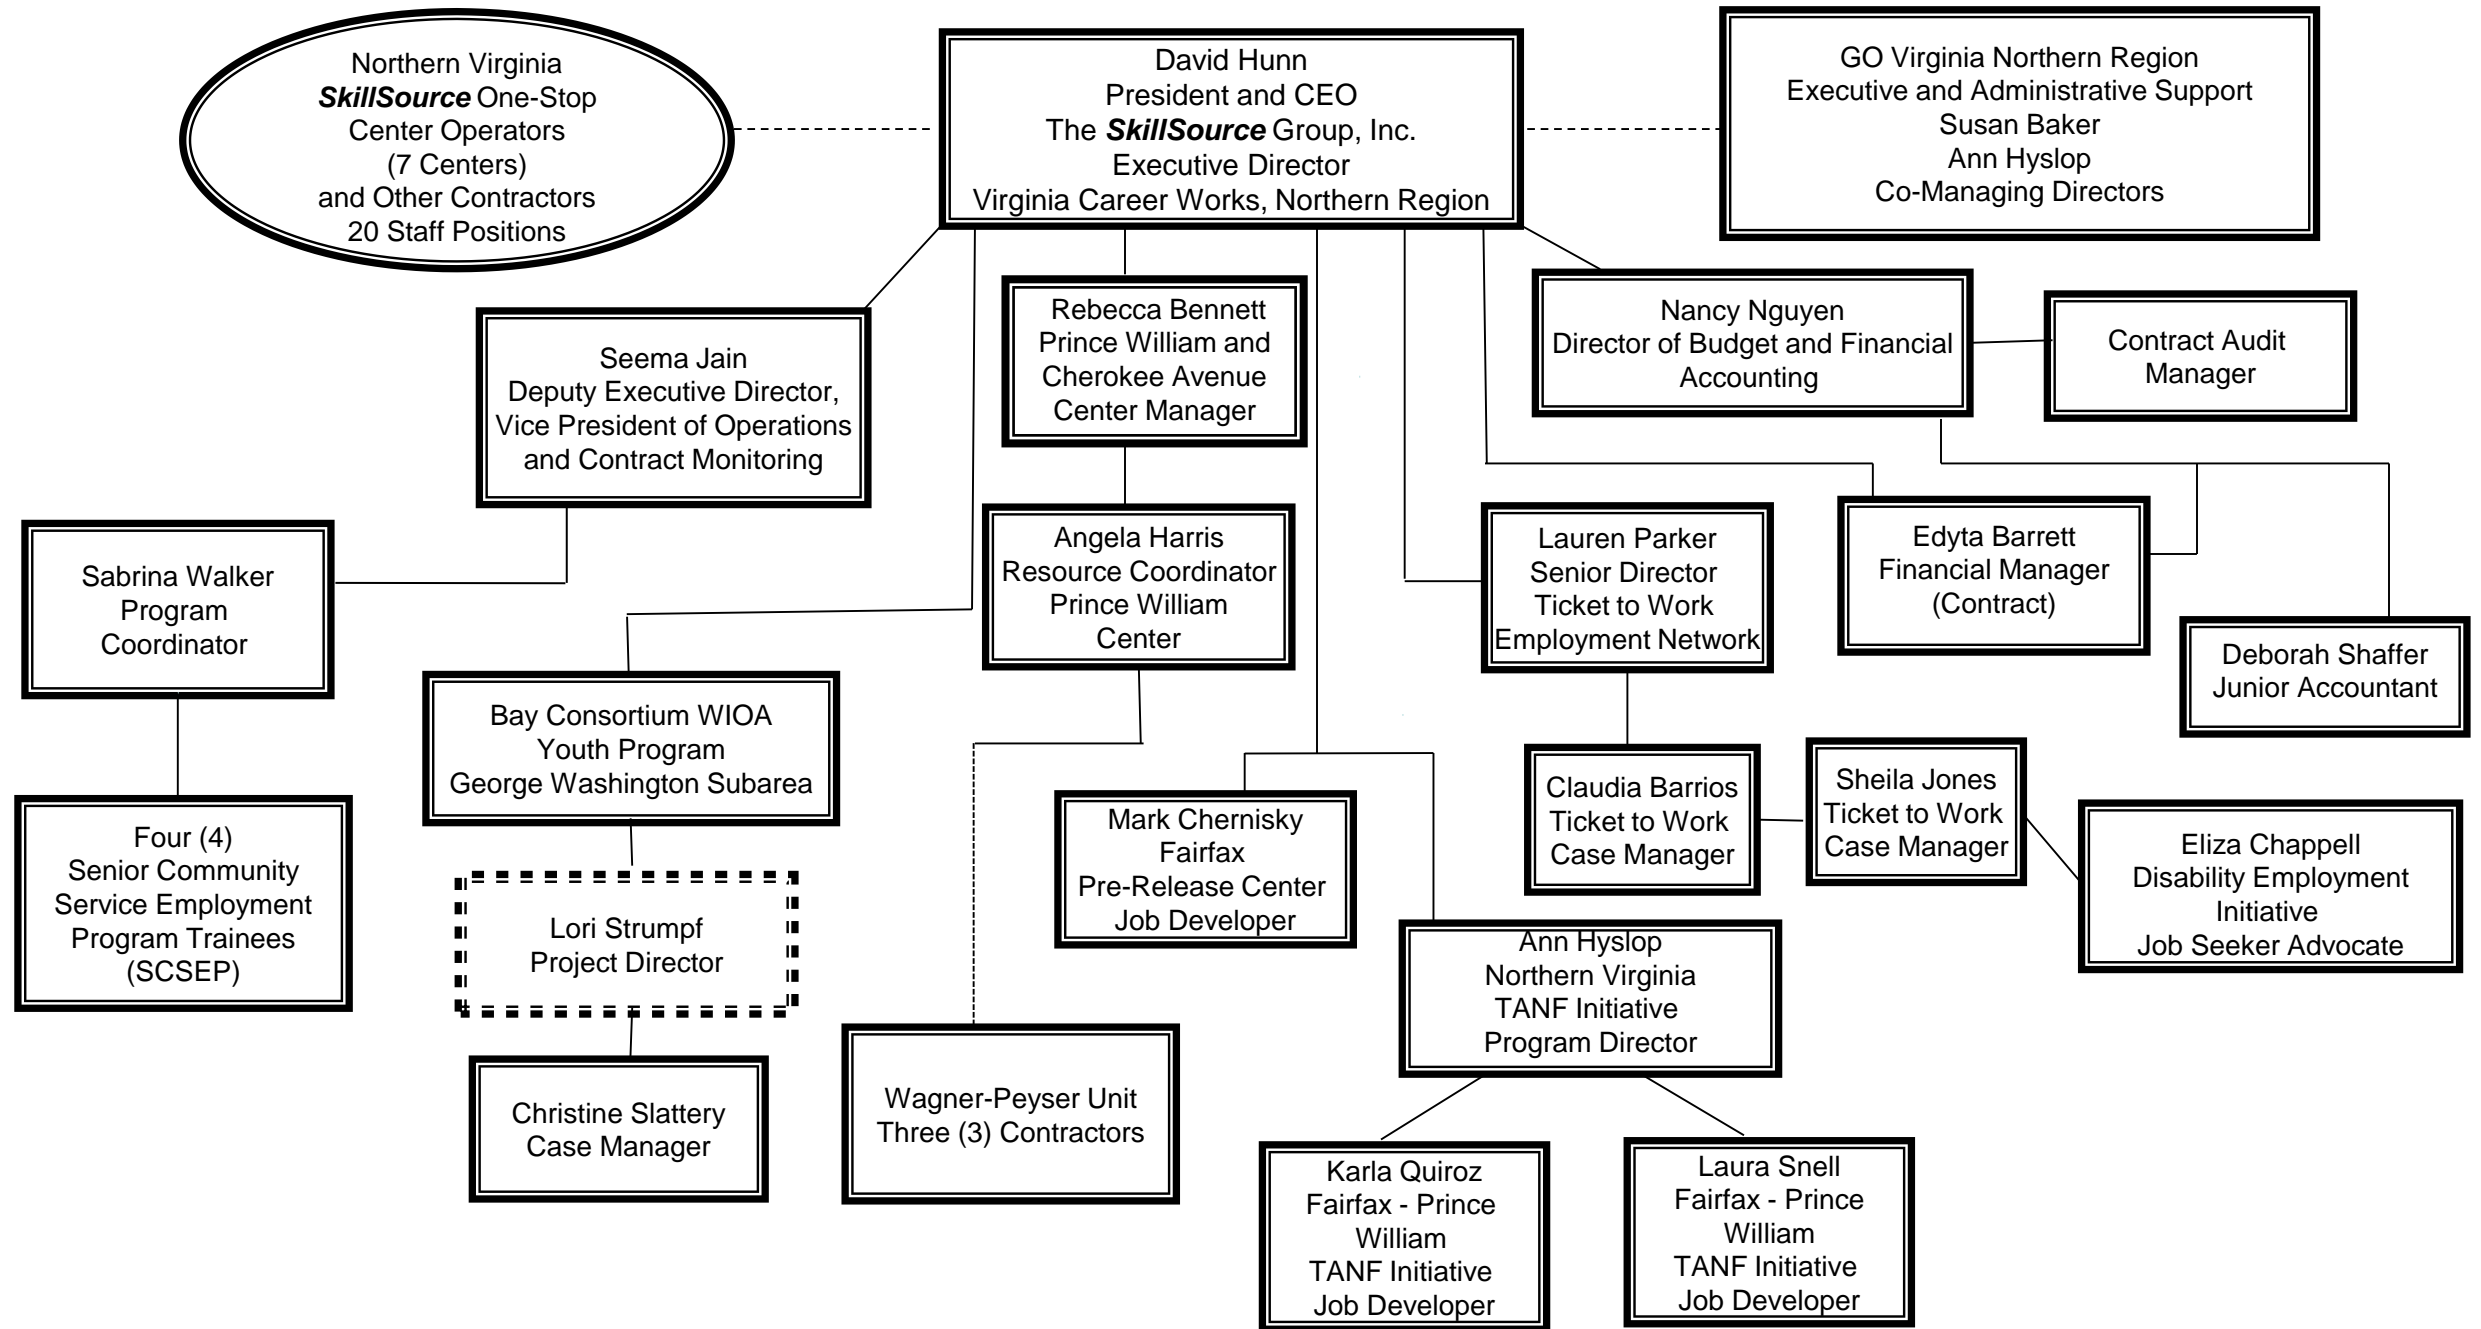 Northern Virginia
SkillSource One-Stop
Center Operators
(7 Centers)
and Other Contractors
20 Staff Positions
David Hunn
President and CEO
The SkillSource Group, Inc.
Executive Director
Virginia Career Works, Northern Region
GO Virginia Northern Region
Executive and Administrative Support
Susan Baker
Ann Hyslop
Co-Managing Directors
Seema Jain
Deputy Executive Director,
Vice President of Operations
and Contract Monitoring
Rebecca Bennett
Prince William and
Cherokee Avenue
Center Manager
Nancy Nguyen
Director of Budget and Financial
Accounting
Contract Audit
Manager
Sabrina Walker
Program
Coordinator
Angela Harris
Resource Coordinator
Prince William
Center
Lauren Parker
Senior Director
Ticket to Work
Employment Network
Edyta Barrett
Financial Manager
(Contract)
Deborah Shaffer
Junior Accountant
Bay Consortium WIOA
Youth Program
George Washington Subarea
Four (4)
Senior Community
Service Employment
Program Trainees
(SCSEP)
Lori Strumpf
Project Director
Mark Chernisky
Fairfax
Pre-Release Center
Job Developer
Claudia Barrios
Ticket to Work
Case Manager
Sheila Jones
Ticket to Work
Case Manager
Eliza Chappell
Disability Employment
Initiative
Job Seeker Advocate
Ann Hyslop
Northern Virginia
TANF Initiative
Program Director
Christine Slattery
Case Manager
Wagner-Peyser Unit
Three (3) Contractors
Karla Quiroz
Fairfax - Prince
William
TANF Initiative
Job Developer
Laura Snell
Fairfax - Prince
William
TANF Initiative
Job Developer